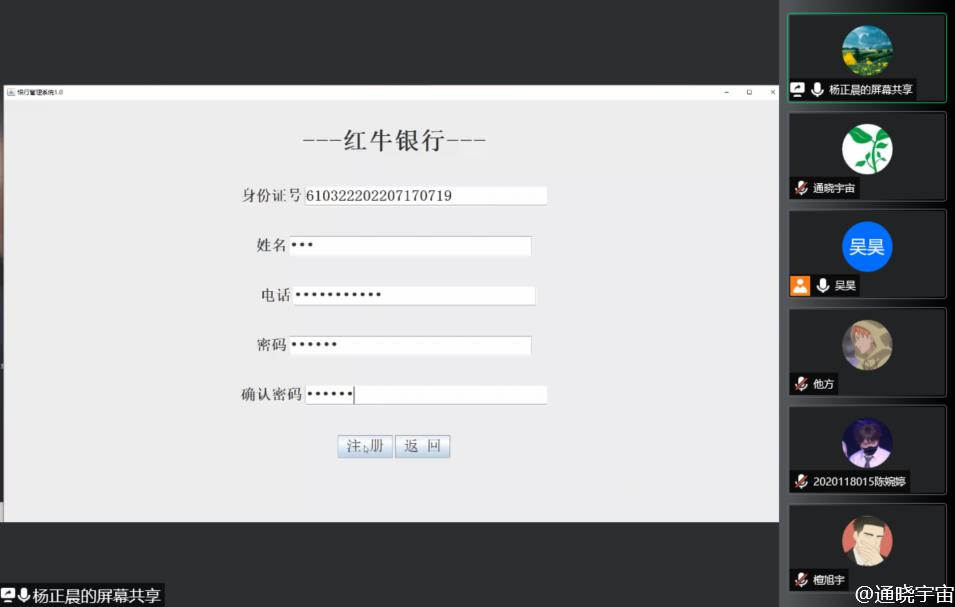 银行管理系统1.0
---红牛银行---
身份证号 610322202207170719
姓名 •••
电话 •••••••••••
密码 ••••••
确认密码 ••••••
注册 返回
杨正晨的屏幕共享
通晓宇宙
吴昊
吴昊
他方
2020118015陈婉婷
檀旭宇
杨正晨的屏幕共享
@通晓宇宙